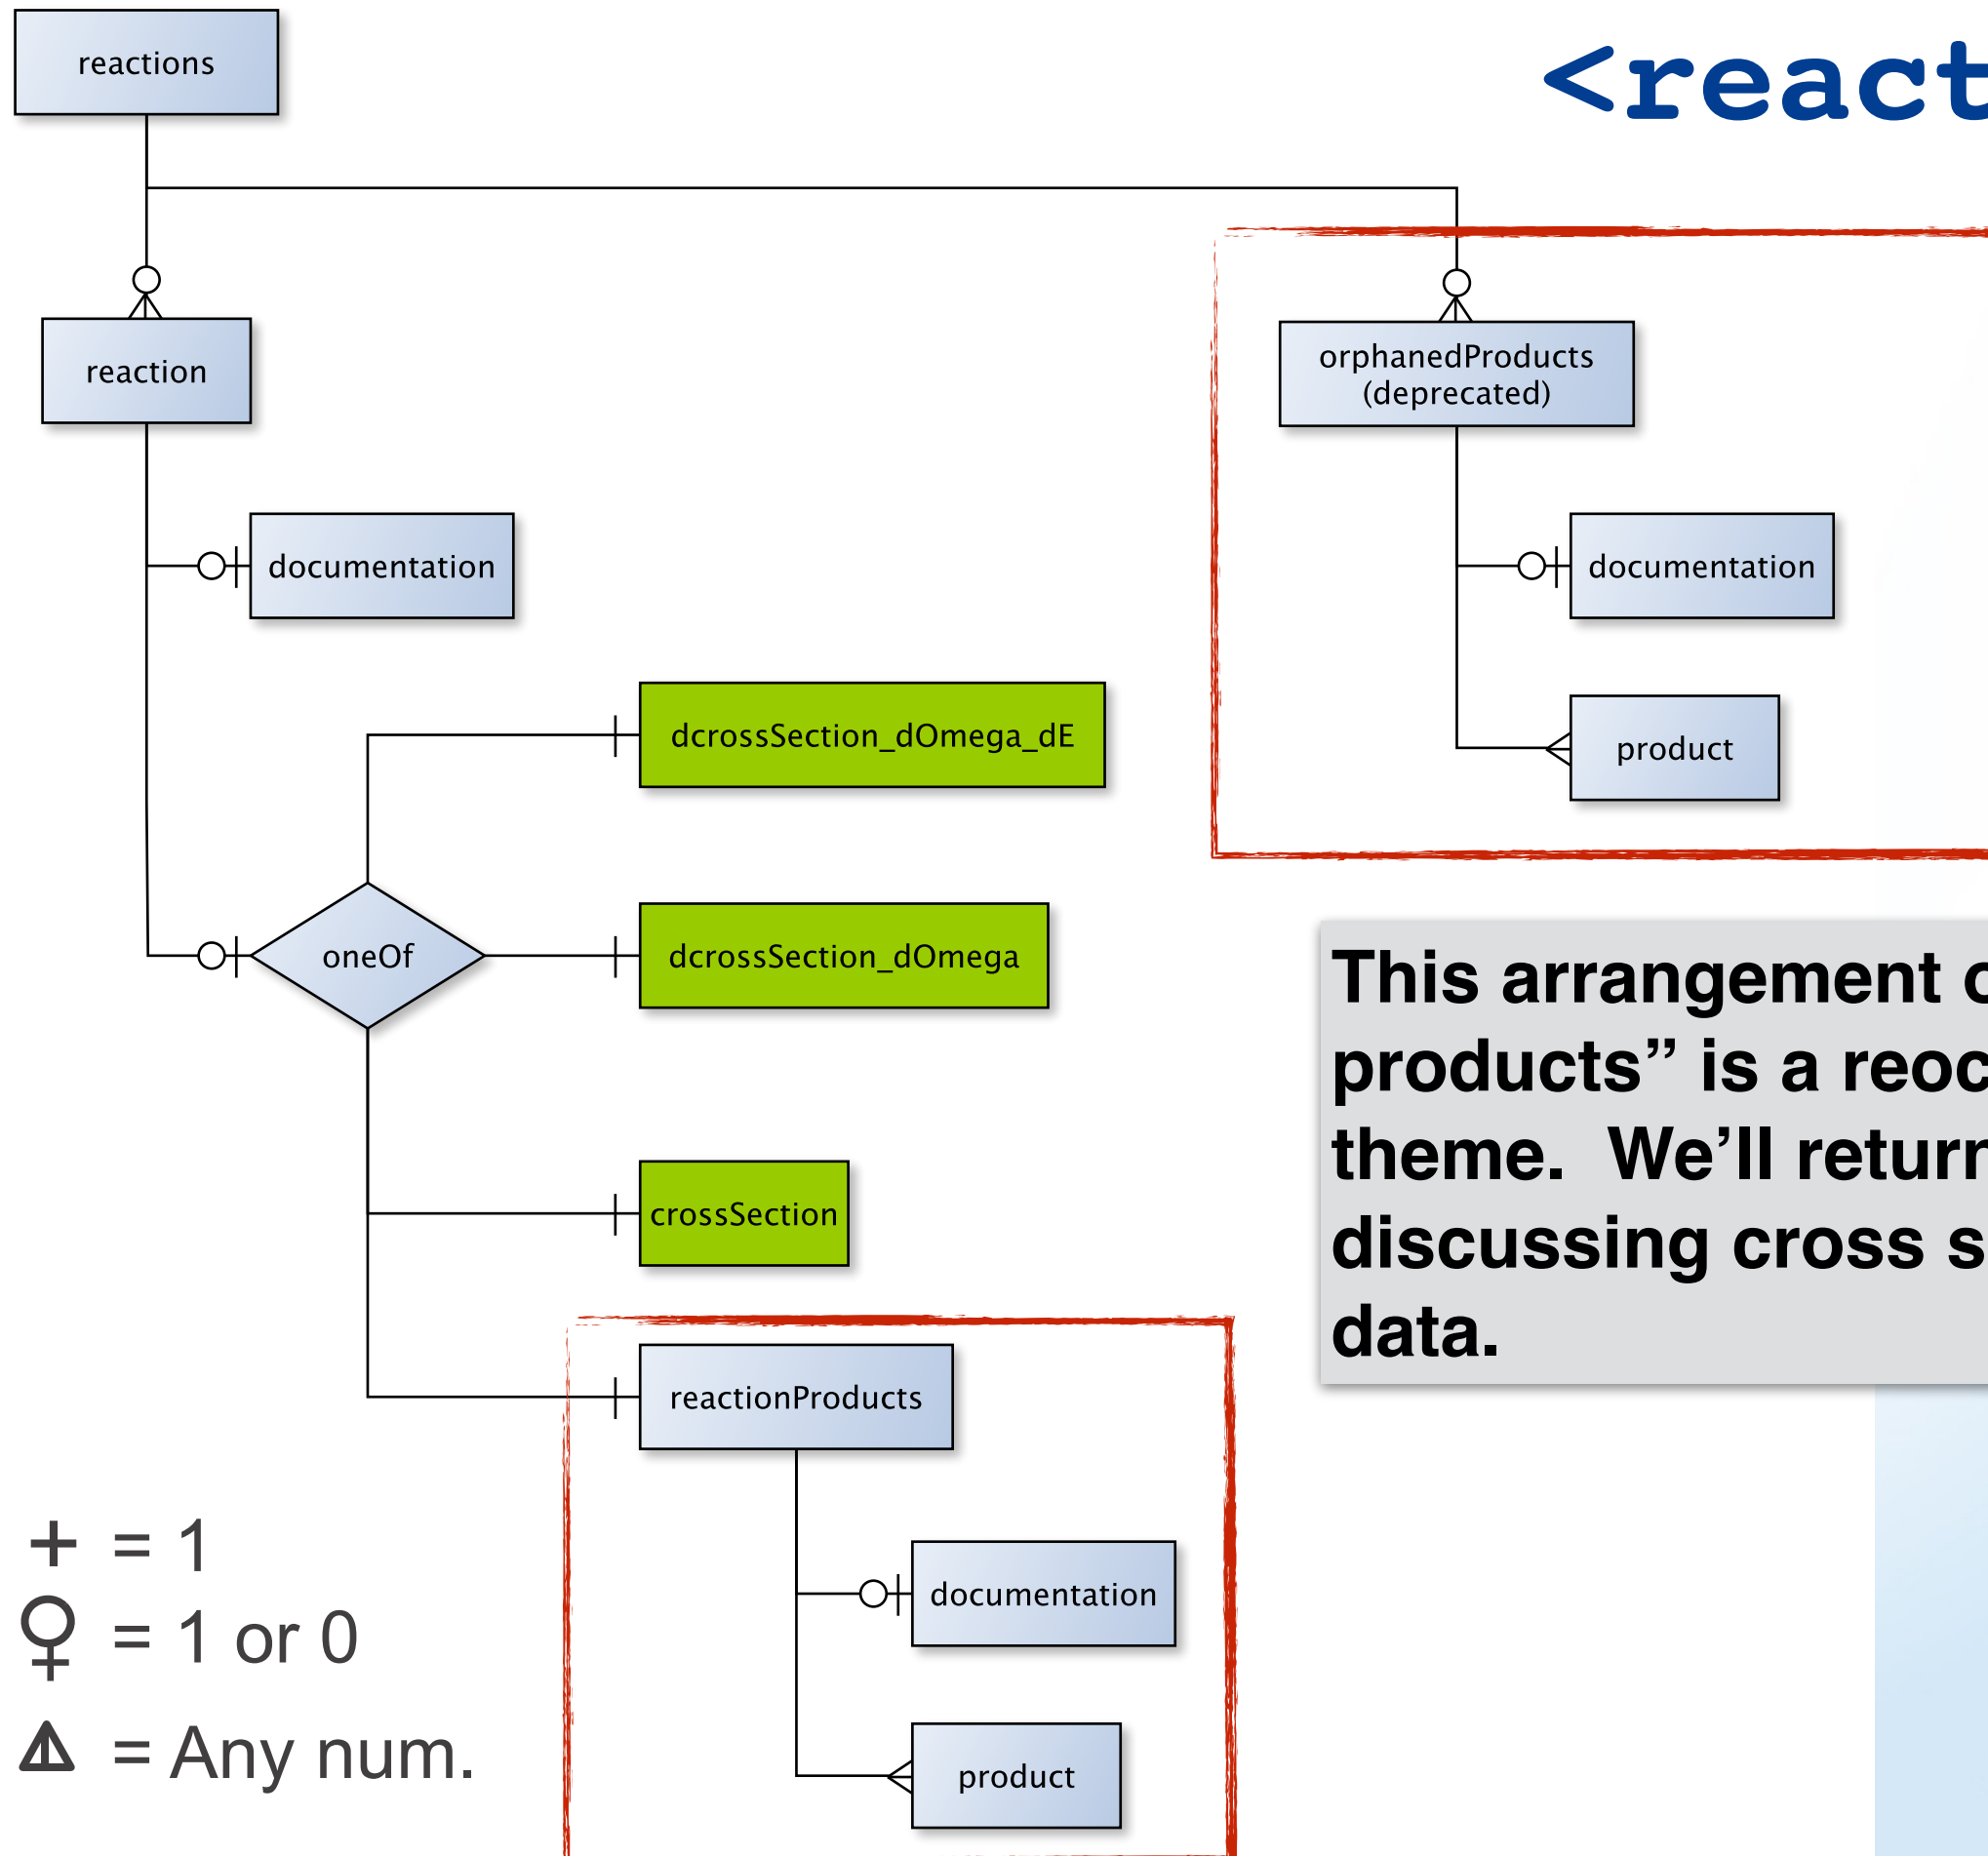 <react
reactions
reaction
orphanedProducts
(deprecated)
documentation
documentation
dcrossSection_dOmega_dE
product
oneOf
dcrossSection_dOmega
This arrangement
products” is a
theme. We’ll return
discussing cross
data.
crossSection
reactionProducts
documentation
product
+ = 1
= 1 or 0
= Any num.